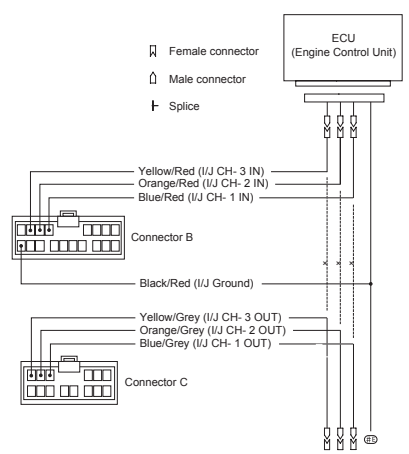 ECU
(Engine Control Unit)
Female connector
Male connector
Splice
Yellow/Red (I/J CH- 3 IN)
Orange/Red (I/J CH- 2 IN)
Blue/Red (I/J CH- 1 IN)
Connector B
Black/Red (I/J Ground)
Yellow/Grey (I/J CH- 3 OUT)
Orange/Grey (I/J CH- 2 OUT)
Blue/Grey (I/J CH- 1 OUT)
Connector C